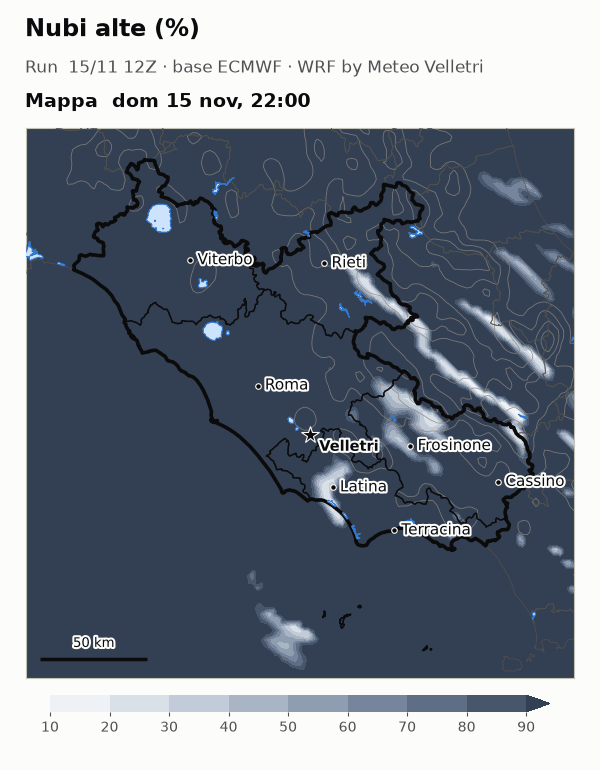 Nubi alte (%)
Run  15/11 12Z · base ECMWF · WRF by Meteo Velletri
Mappa  dom 15 nov, 22:00
Viterbo
Rieti
Roma
Velletri
Frosinone
Latina
Cassino
Terracina
50 km
10 20 30 40 50 60 70 80 90